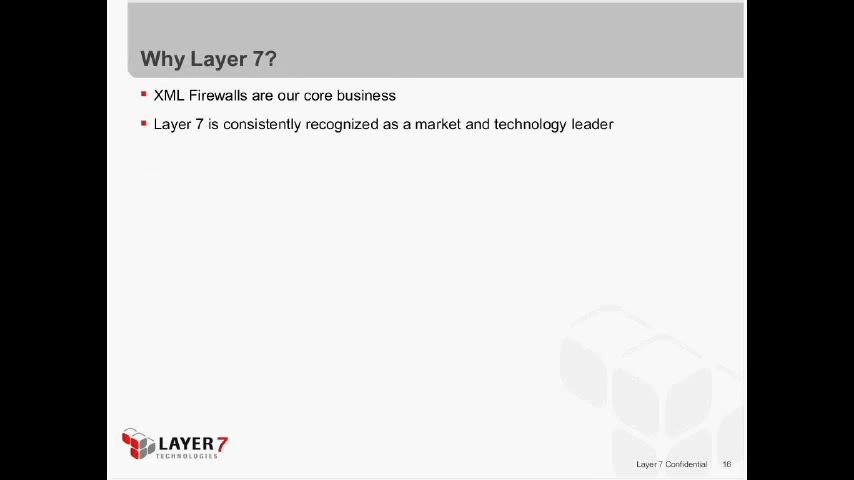 Why Layer 7?
XML Firewalls are our core business
Layer 7 is consistently recognized as a market and technology leader
LAYER 7
TECHNOLOGIES
Layer 7 Confidential 16